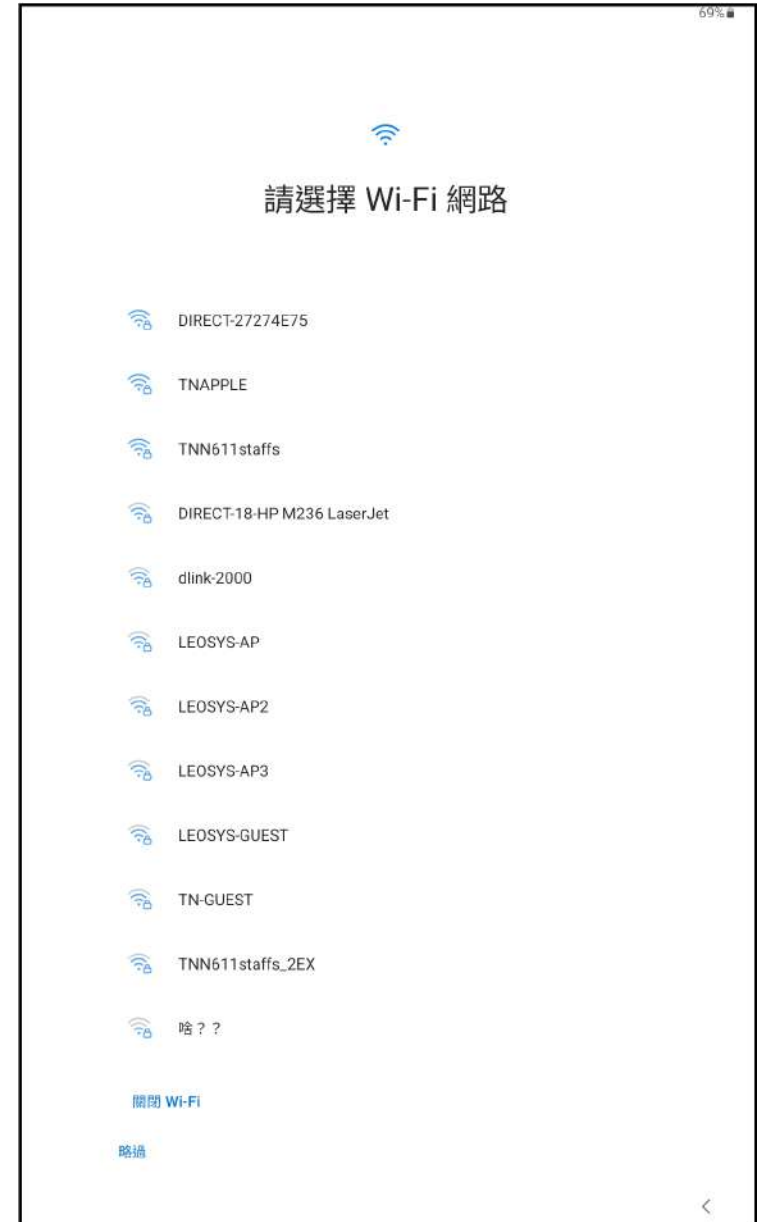 69%
請選擇 Wi-Fi 網路
DIRECT-27274E75
TNAPPLE
TNN611staffs
DIRECT-18-HP M236 LaserJet
dlink-2000
LEOSYS-AP
LEOSYS-AP2
LEOSYS-AP3
LEOSYS-GUEST
TN-GUEST
TNN611staffs_2EX
啥？？
關閉 Wi-Fi
略過